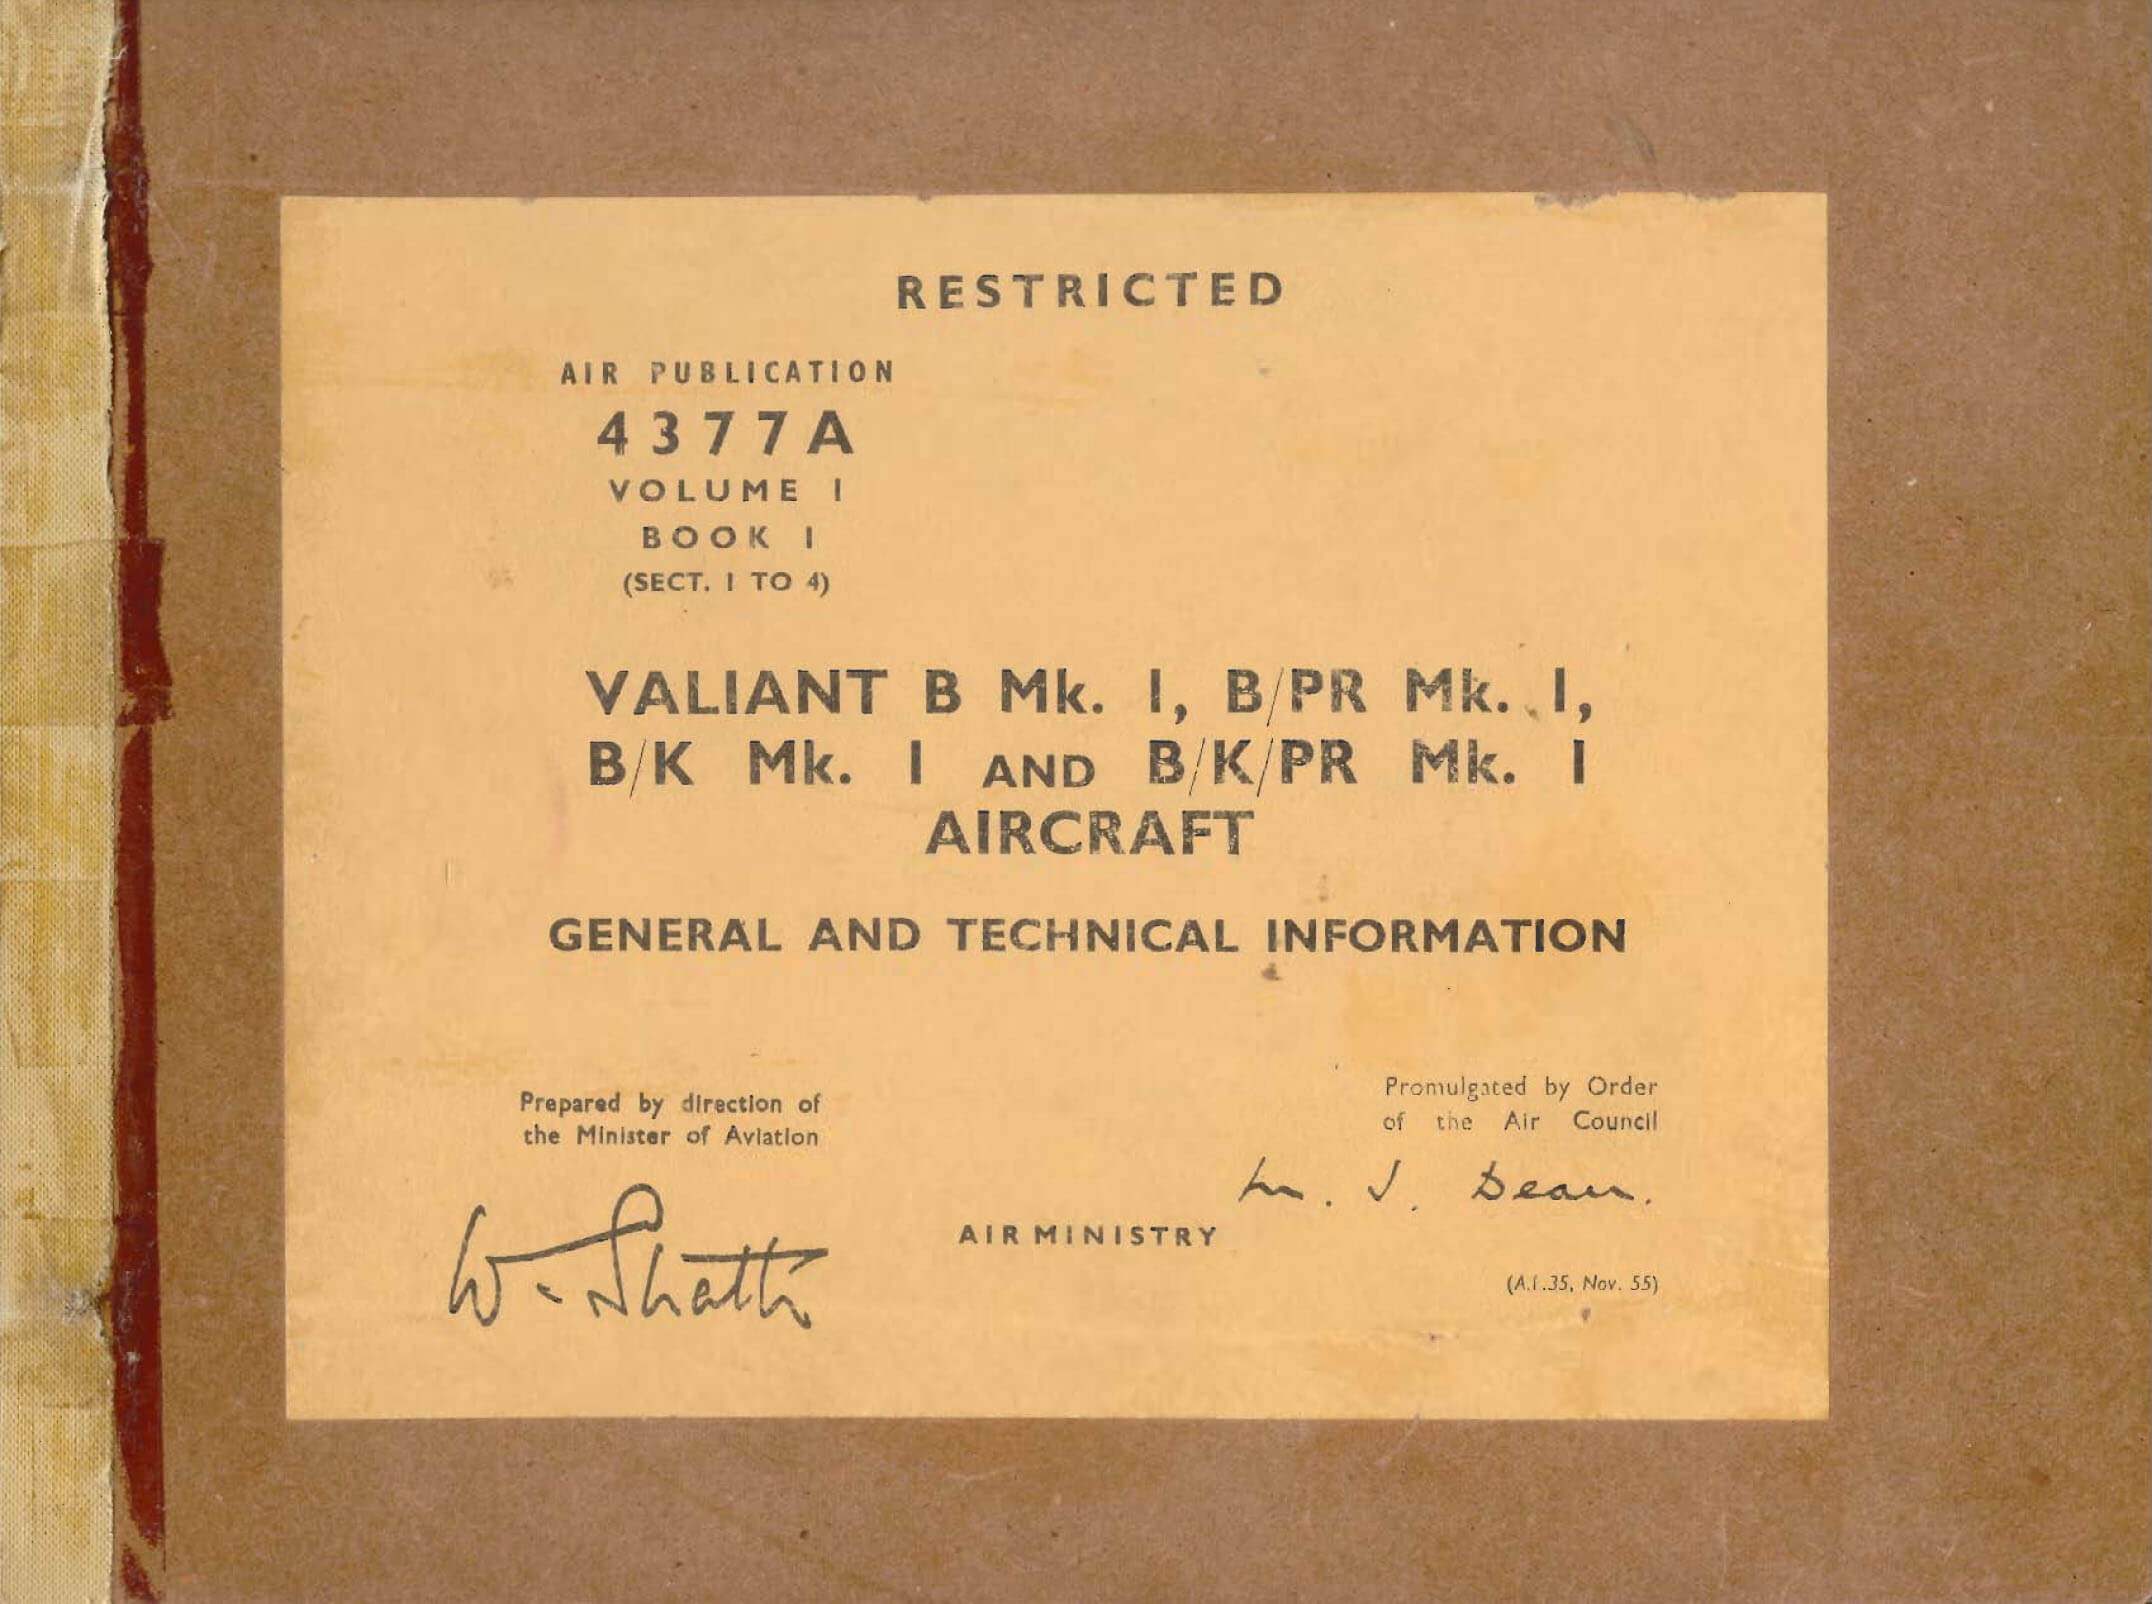 RESTRICTED
AIR PUBLICATION
4377A
VOLUME I
BOOK I
(SECT. I TO 4)
VALIANT B Mk. I, B/PR Mk. I,
B/K Mk. I AND B/K/PR Mk. I
AIRCRAFT
GENERAL AND TECHNICAL INFORMATION
Prepared by direction of
the Minister of Aviation
Promulgated by Order
of the Air Council
M. J. Dean.
W. Strath
AIR MINISTRY
(A.L.35, Nov. 55)